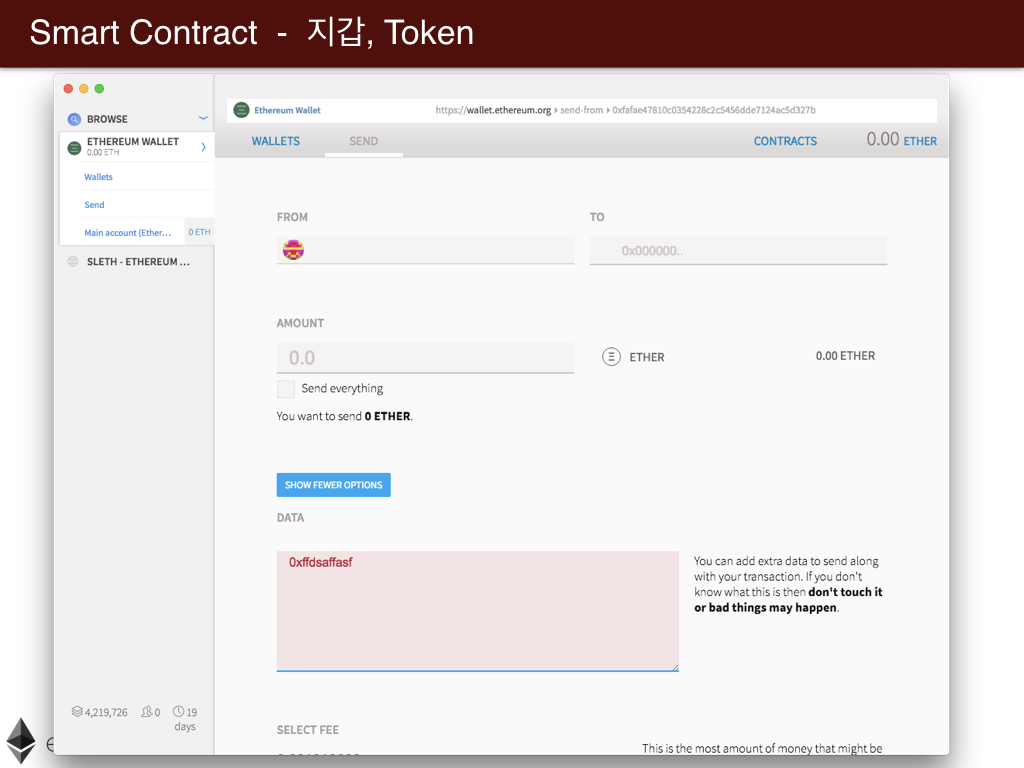 Smart Contract - 지갑, Token
BROWSE
ETHEREUM WALLET
0.00 ETH
Wallets
Send
Main account (Ether...
0 ETH
SLETH - ETHEREUM ...
4,219,726
0
19
days
Ethereum Wallet
https://wallet.ethereum.org ▸ send-from ▸ 0xfafae47810c0354228c2c5456dde7124ac5d327b
WALLETS
SEND
CONTRACTS
0.00 ETHER
FROM
TO
0x000000..
AMOUNT
0.0
ETHER
0.00 ETHER
Send everything
You want to send 0 ETHER.
SHOW FEWER OPTIONS
DATA
0xffdsaffasf
You can add extra data to send along
with your transaction. If you don't
know what this is then don't touch it
or bad things may happen.
SELECT FEE
This is the most amount of money that might be